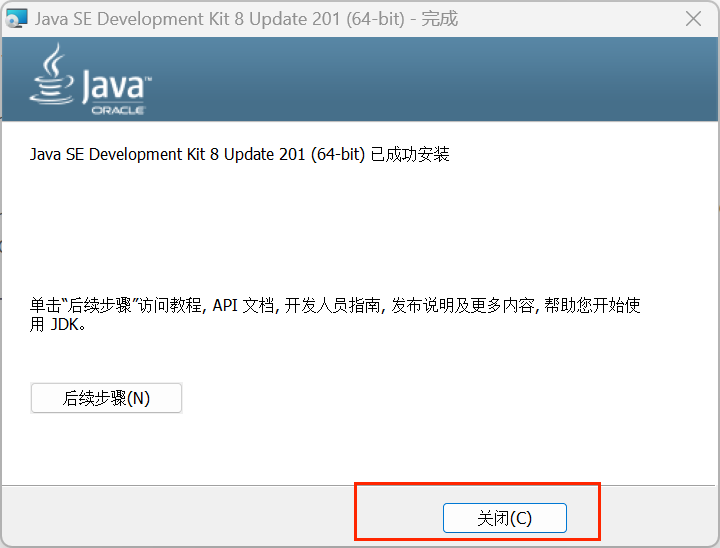 Java SE Development Kit 8 Update 201 (64-bit) - 完成
Java™
ORACLE
Java SE Development Kit 8 Update 201 (64-bit) 已成功安装
单击“后续步骤”访问教程, API 文档, 开发人员指南, 发布说明及更多内容, 帮助您开始使
用 JDK。
后续步骤(N)
关闭(C)